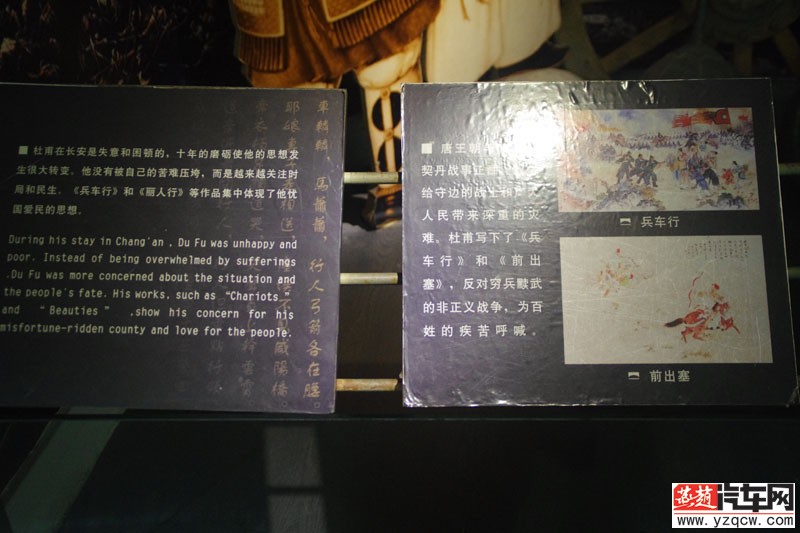 ■ 杜甫在长安是失意和困顿的，十年的磨砺使他的思想发
生很大转变。他没有被自己的苦难压垮，而是越来越关注时
局和民生。《兵车行》和《丽人行》等作品集中体现了他忧
国爱民的思想。
During his stay in Chang'an , Du Fu was unhappy and
poor. Instead of being overwhelmed by sufferings
.Du Fu was more concerned about the situation and
the people's fate. His works, such as "Chariots"
and " Beauties " .show his concern for his
misfortune-ridden county and love for the people.
車轔轔，馬蕭蕭，行人弓箭各在腰。
咸陽橋。
■ 唐王朝
契丹战事正
给守边的战士和
人民带来深重的灾
难。杜甫写下了《兵
车行》和《前出
塞》，反对穷兵黩武
的非正义战争，为百
姓的疾苦呼喊。
兵车行
前出塞
燕赵汽车网
www.yzqcw.com